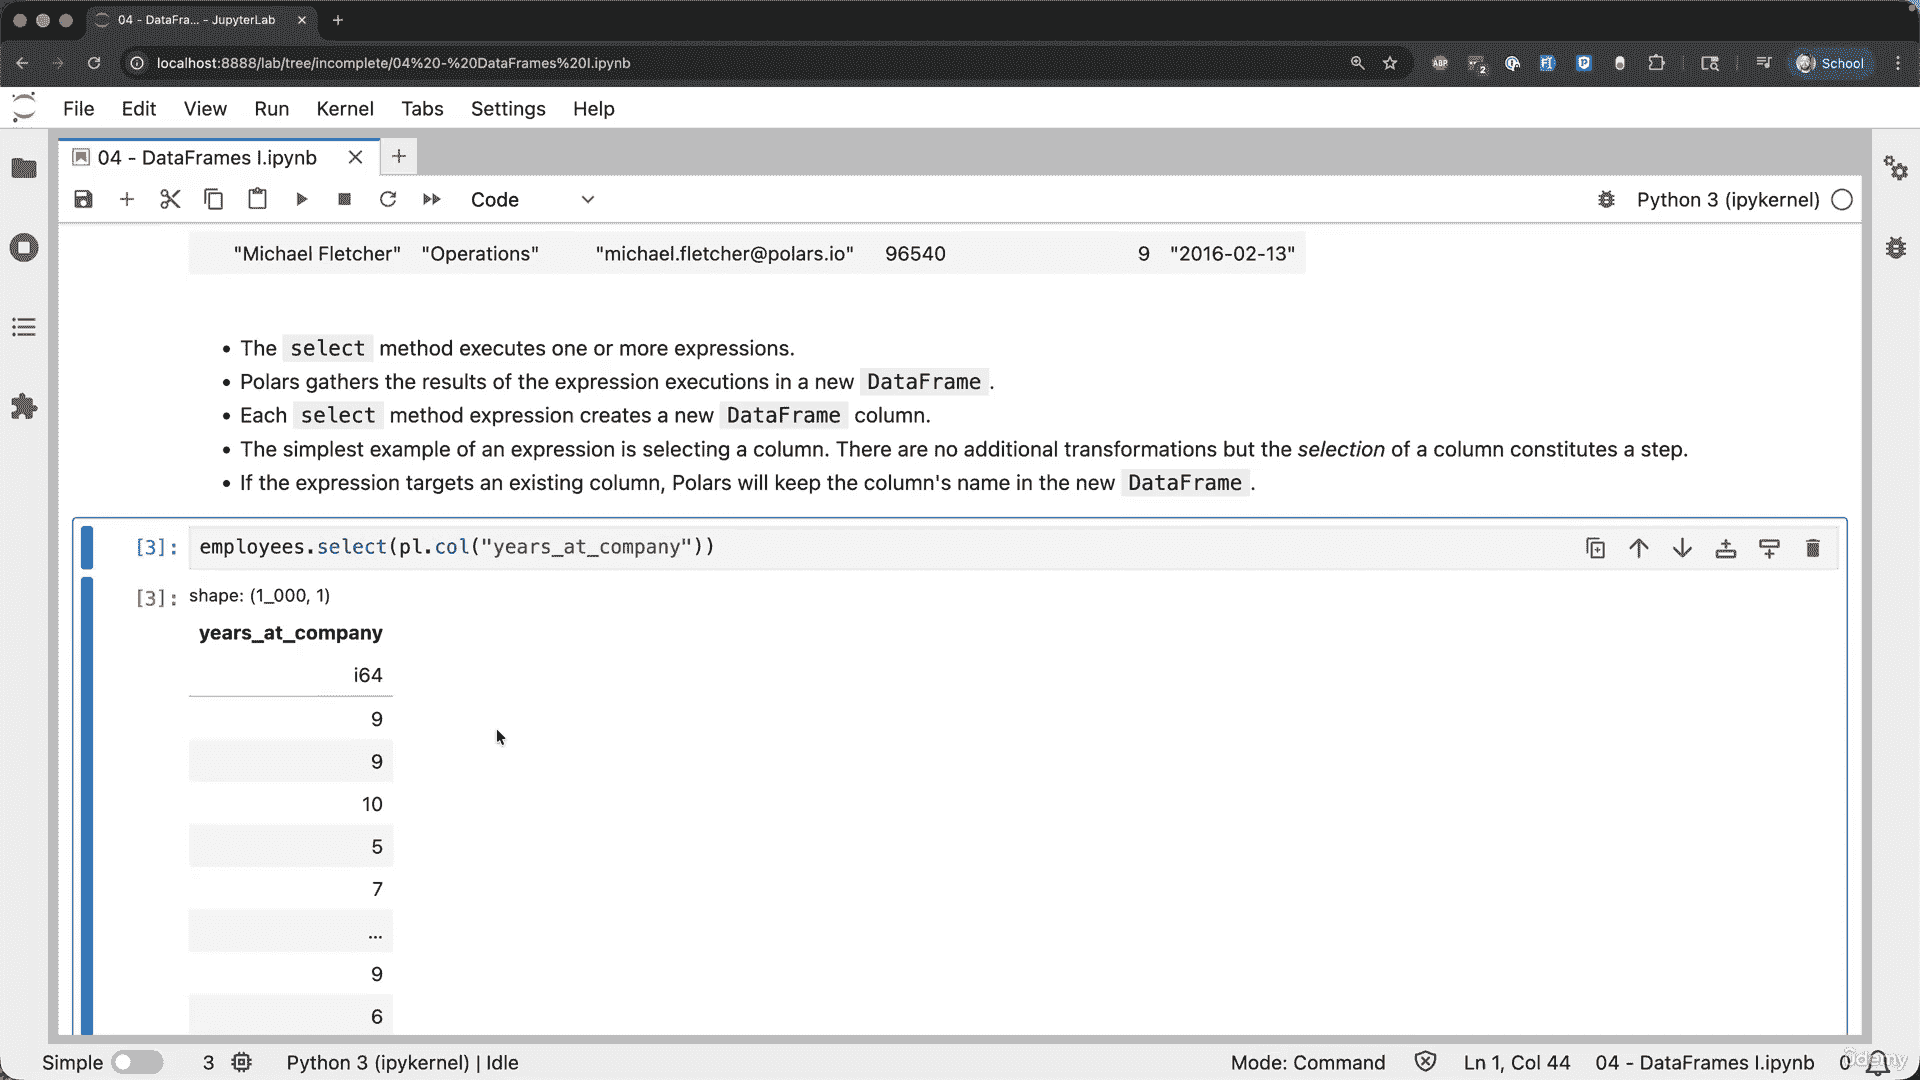 04 - DataFra... - JupyterLab
localhost:8888/lab/tree/incomplete/04%20-%20DataFrames%20I.ipynb
ABP
2
School
File Edit View Run Kernel Tabs Settings Help
04 - DataFrames I.ipynb
Code
Python 3 (ipykernel)
"Michael Fletcher" "Operations" "michael.fletcher@polars.io" 96540 9 "2016-02-13"
• The select method executes one or more expressions.
• Polars gathers the results of the expression executions in a new DataFrame .
• Each select method expression creates a new DataFrame column.
• The simplest example of an expression is selecting a column. There are no additional transformations but the selection of a column constitutes a step.
• If the expression targets an existing column, Polars will keep the column's name in the new DataFrame .
[3]: employees.select(pl.col("years_at_company"))
[3]: shape: (1_000, 1)
years_at_company
i64
9
9
10
5
7
...
9
6
Simple 3 Python 3 (ipykernel) | Idle Mode: Command Ln 1, Col 44 04 - DataFrames I.ipynb 0
udemy